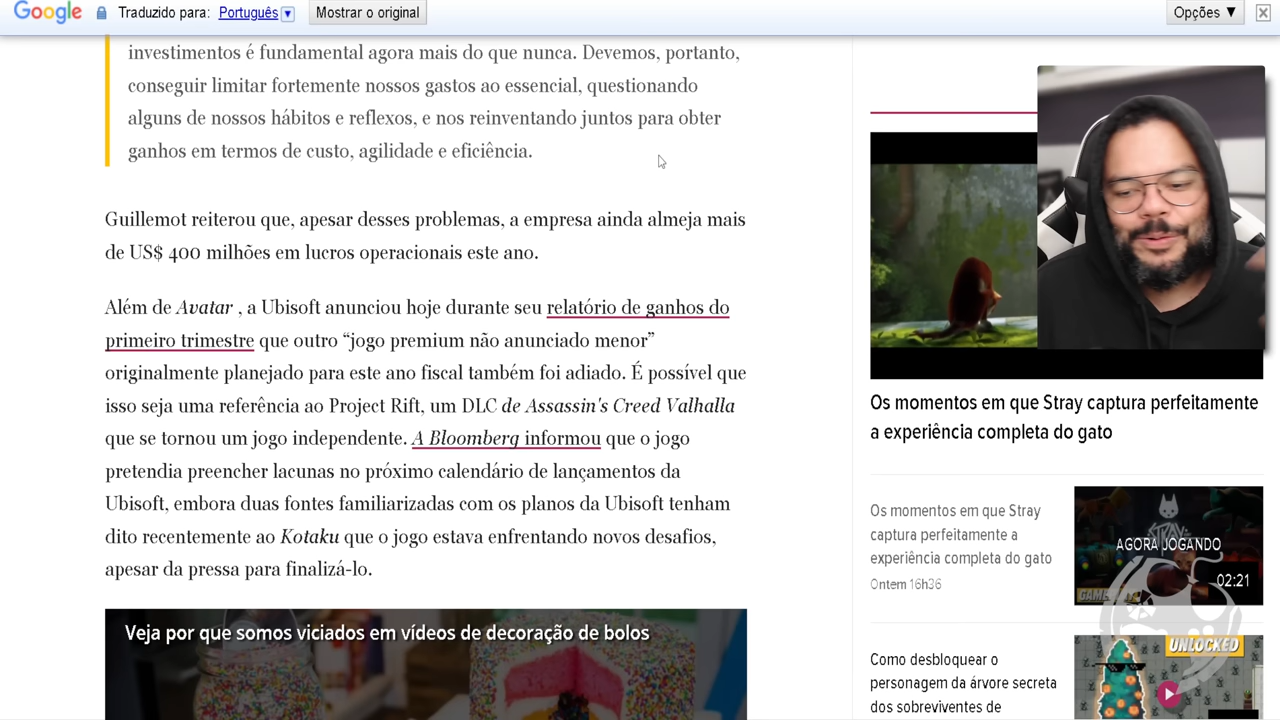 Google Traduzido para: Português ▼ Mostrar o original Opções ▼
investimentos é fundamental agora mais do que nunca. Devemos, portanto,
conseguir limitar fortemente nossos gastos ao essencial, questionando
alguns de nossos hábitos e reflexos, e nos reinventando juntos para obter
ganhos em termos de custo, agilidade e eficiência.
Guillemot reiterou que, apesar desses problemas, a empresa ainda almeja mais
de US$ 400 milhões em lucros operacionais este ano.
Além de Avatar , a Ubisoft anunciou hoje durante seu relatório de ganhos do
primeiro trimestre que outro “jogo premium não anunciado menor”
originalmente planejado para este ano fiscal também foi adiado. É possível que
isso seja uma referência ao Project Rift, um DLC de Assassin's Creed Valhalla
que se tornou um jogo independente. A Bloomberg informou que o jogo
pretendia preencher lacunas no próximo calendário de lançamentos da
Ubisoft, embora duas fontes familiarizadas com os planos da Ubisoft tenham
dito recentemente ao Kotaku que o jogo estava enfrentando novos desafios,
apesar da pressa para finalizá-lo.
Veja por que somos viciados em vídeos de decoração de bolos
Os momentos em que Stray captura perfeitamente
a experiência completa do gato
Os momentos em que Stray
captura perfeitamente a
experiência completa do gato
Ontem 16h36
AGORA JOGANDO
02:21
Como desbloquear o
personagem da árvore secreta
dos sobreviventes de
UNLOCKED